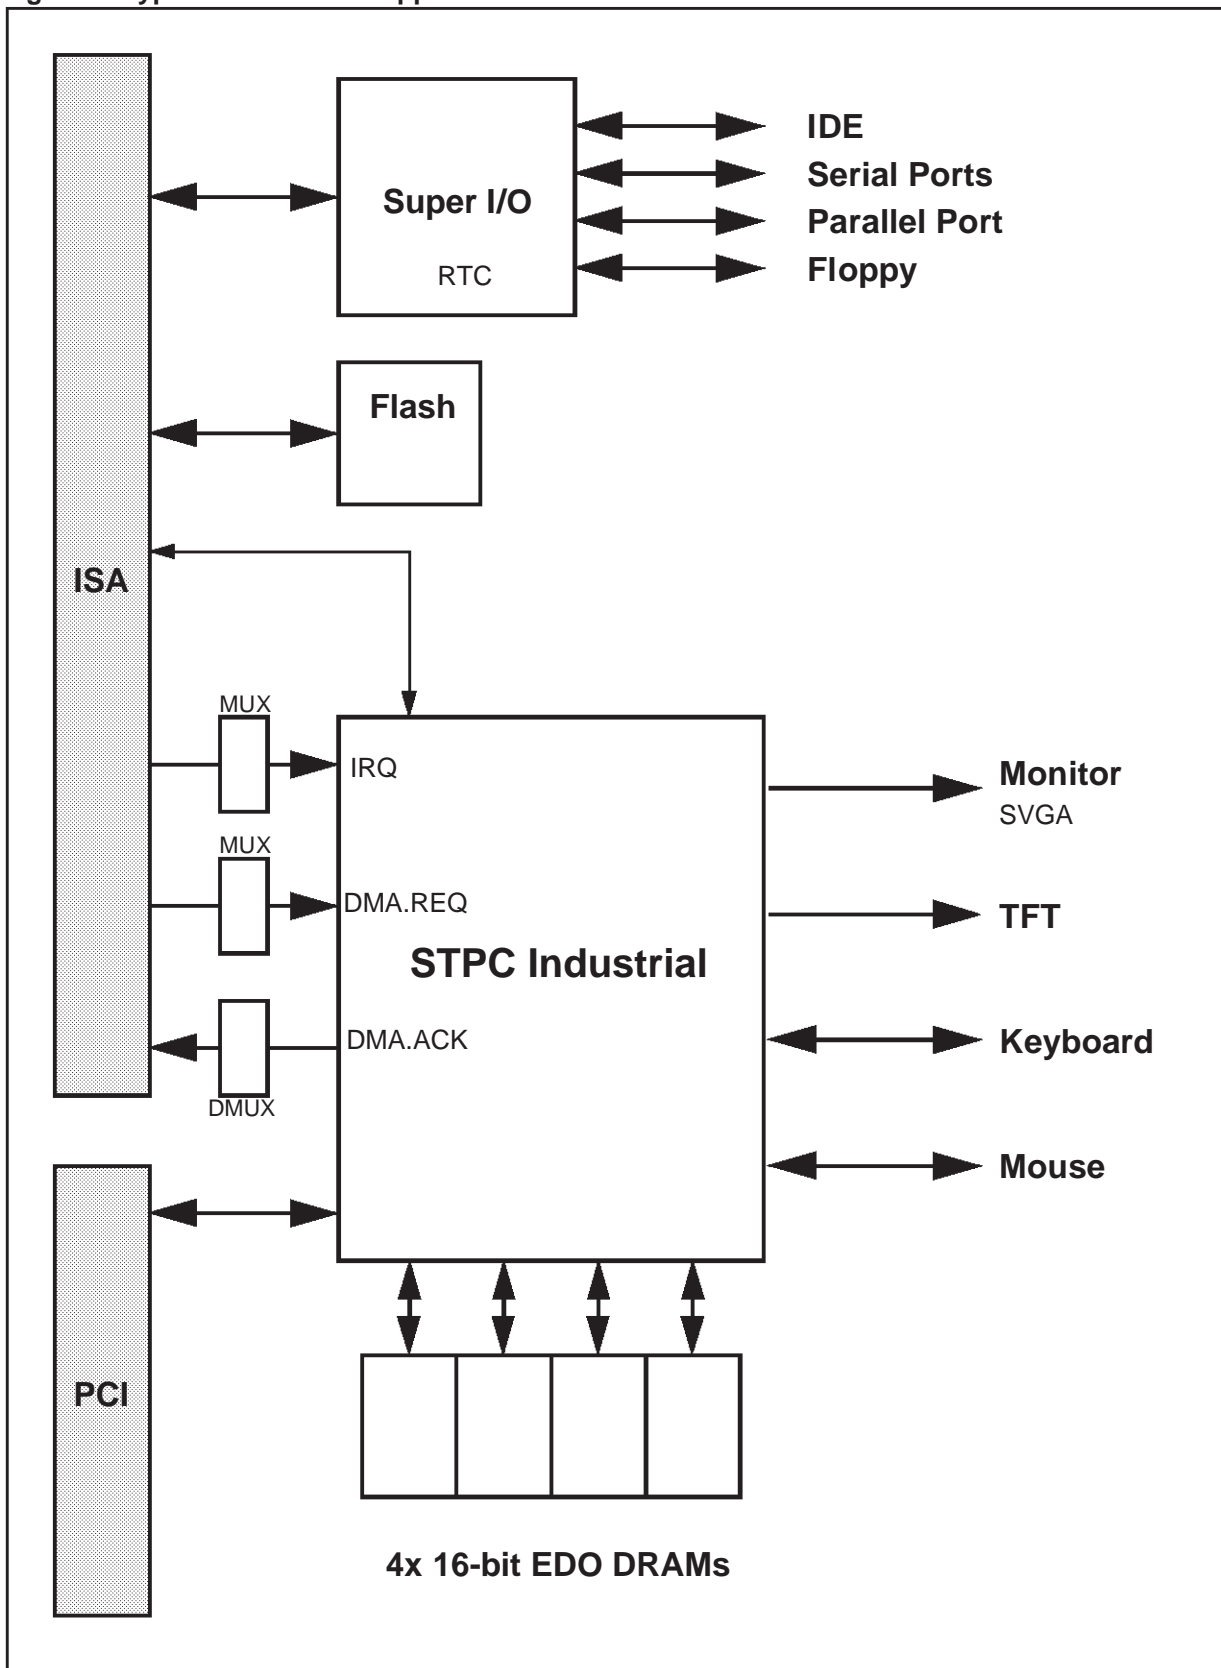 IDE
Serial Ports
Super I/O
Parallel Port
RTC
Floppy
Flash
ISA
MUX
IRQ
Monitor
SVGA
MUX
DMA.REQ
TFT
STPC Industrial
DMA.ACK
Keyboard
DMUX
Mouse
PCI
4x 16-bit EDO DRAMs